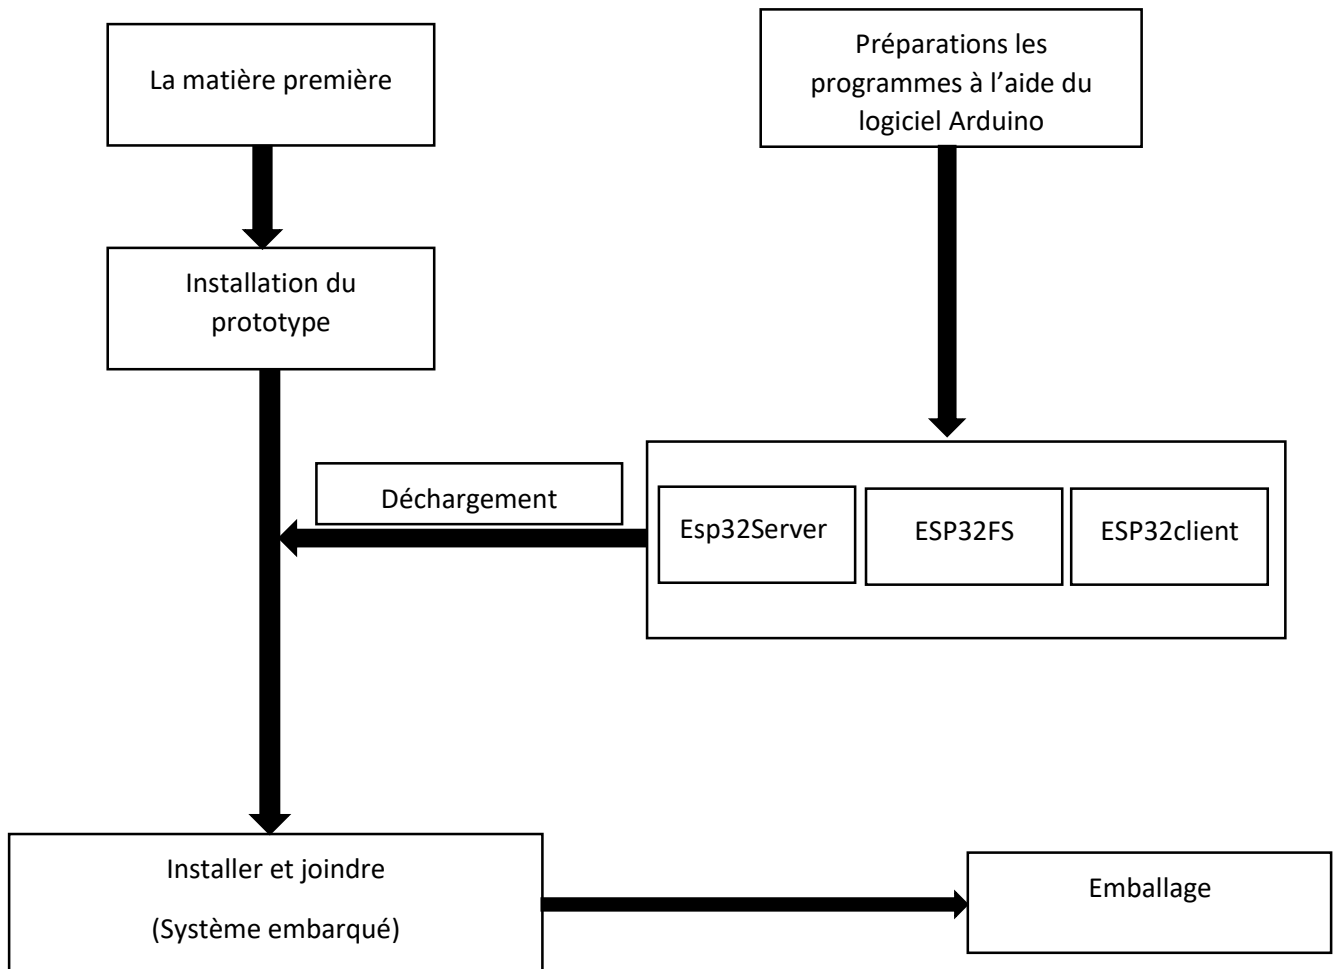 La matière première
Préparations les
programmes à l’aide du
logiciel Arduino
Installation du
prototype
Déchargement
Esp32Server
ESP32FS
ESP32client
Installer et joindre
(Système embarqué)
Emballage